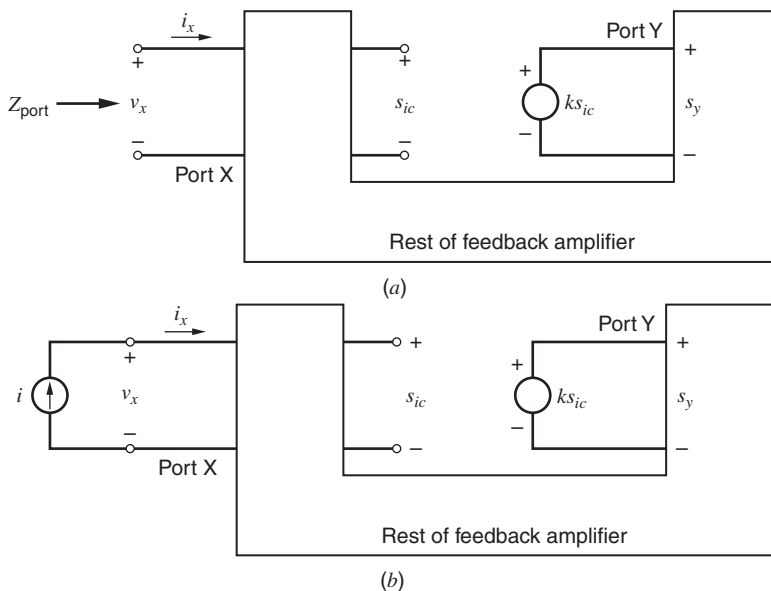 i_x
Port Y
+ + + +
Z_port v_x s_ic ks_ic s_y
− − − −
Port X
Rest of feedback amplifier
(a)
i_x
Port Y
+ + + +
i v_x s_ic ks_ic s_y
− − − −
Port X
Rest of feedback amplifier
(b)